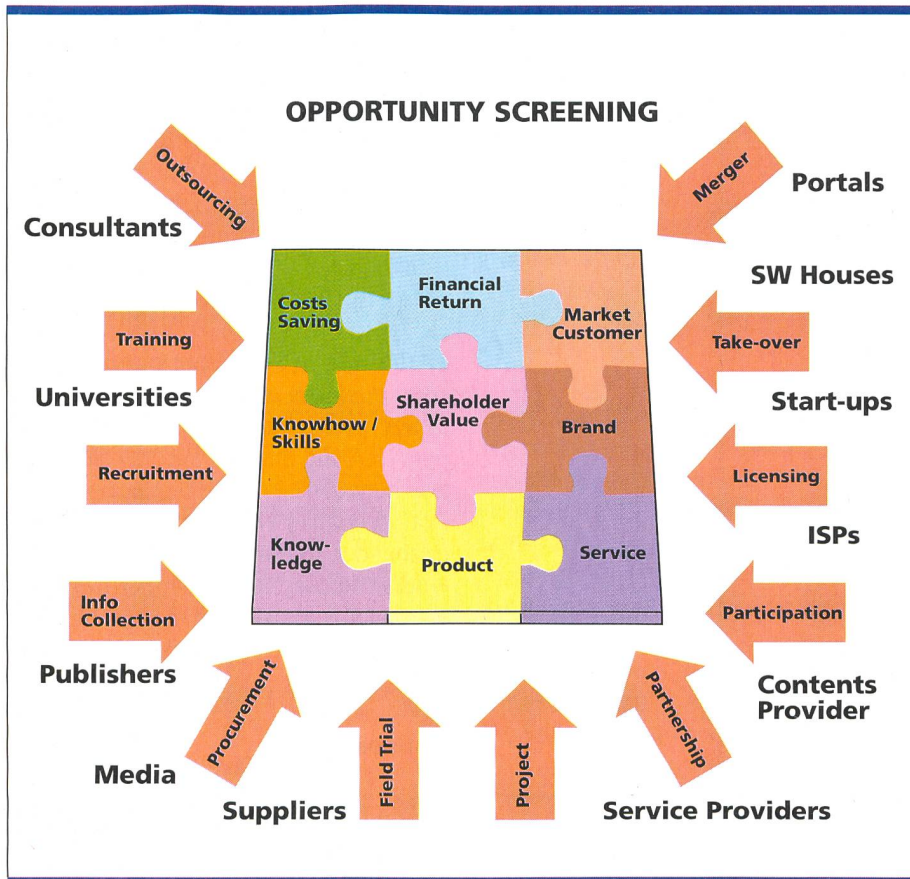 OPPORTUNITY SCREENING
Outsourcing
Merger
Portals
Consultants
SW Houses
Costs
Saving
Financial
Return
Market
Customer
Training
Take-over
Universities
Start-ups
Knowhow /
Skills
Shareholder
Value
Brand
Recruitment
Licensing
ISPs
Know-
ledge
Product
Service
Info
Collection
Participation
Publishers
Procurement
Partnership
Contents
Provider
Media
Field Trial
Project
Suppliers
Service Providers